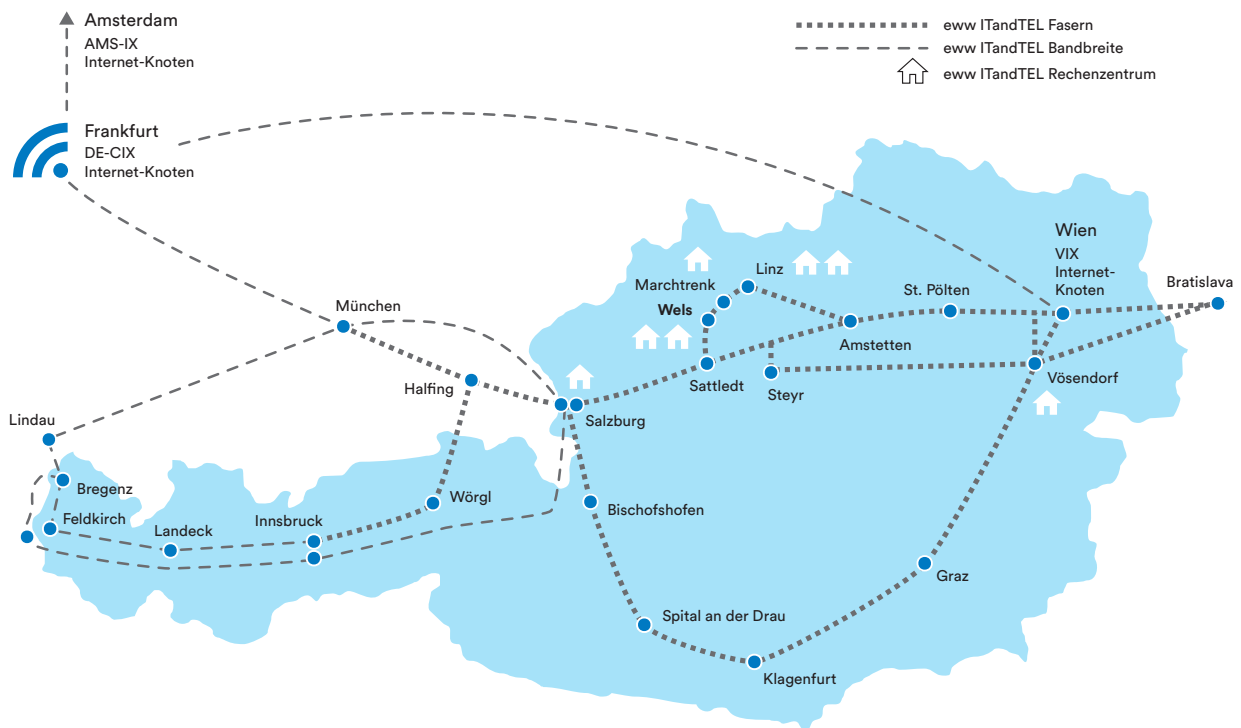 Amsterdam
AMS-IX
Internet-Knoten
eww ITandTEL Fasern
eww ITandTEL Bandbreite
eww ITandTEL Rechenzentrum
Frankfurt
DE-CIX
Internet-Knoten
Wien
VIX
Internet-
Knoten
Linz
Marchtrenk
Wels
St. Pölten
Bratislava
München
Amstetten
Halfing
Sattledt
Steyr
Vösendorf
Lindau
Salzburg
Bregenz
Wörgl
Bischofshofen
Feldkirch
Landeck
Innsbruck
Graz
Spital an der Drau
Klagenfurt